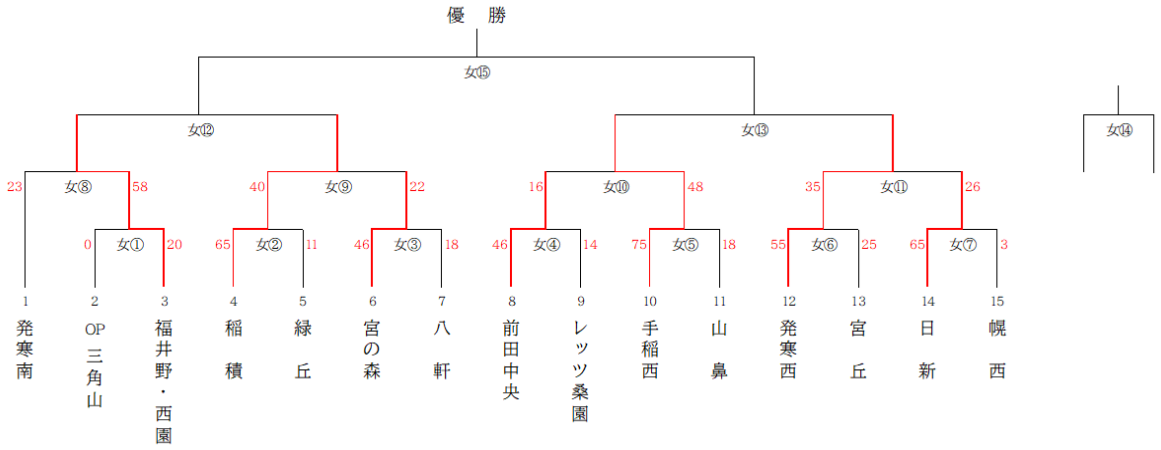 優 勝
女⑮
女⑫ 女⑬ 女⑭
23 女⑧ 58 40 女⑨ 22 16 女⑩ 48 35 女⑪ 26
0 女① 20 65 女② 11 46 女③ 18 46 女④ 14 75 女⑤ 18 55 女⑥ 25 65 女⑦ 3
1 2 3 4 5 6 7 8 9 10 11 12 13 14 15
発寒南
OP三角山
福井野・西園
稲積
緑丘
宮の森
八軒
前田中央
レッツ桑園
手稲西
山鼻
発寒西
宮丘
日新
幌西